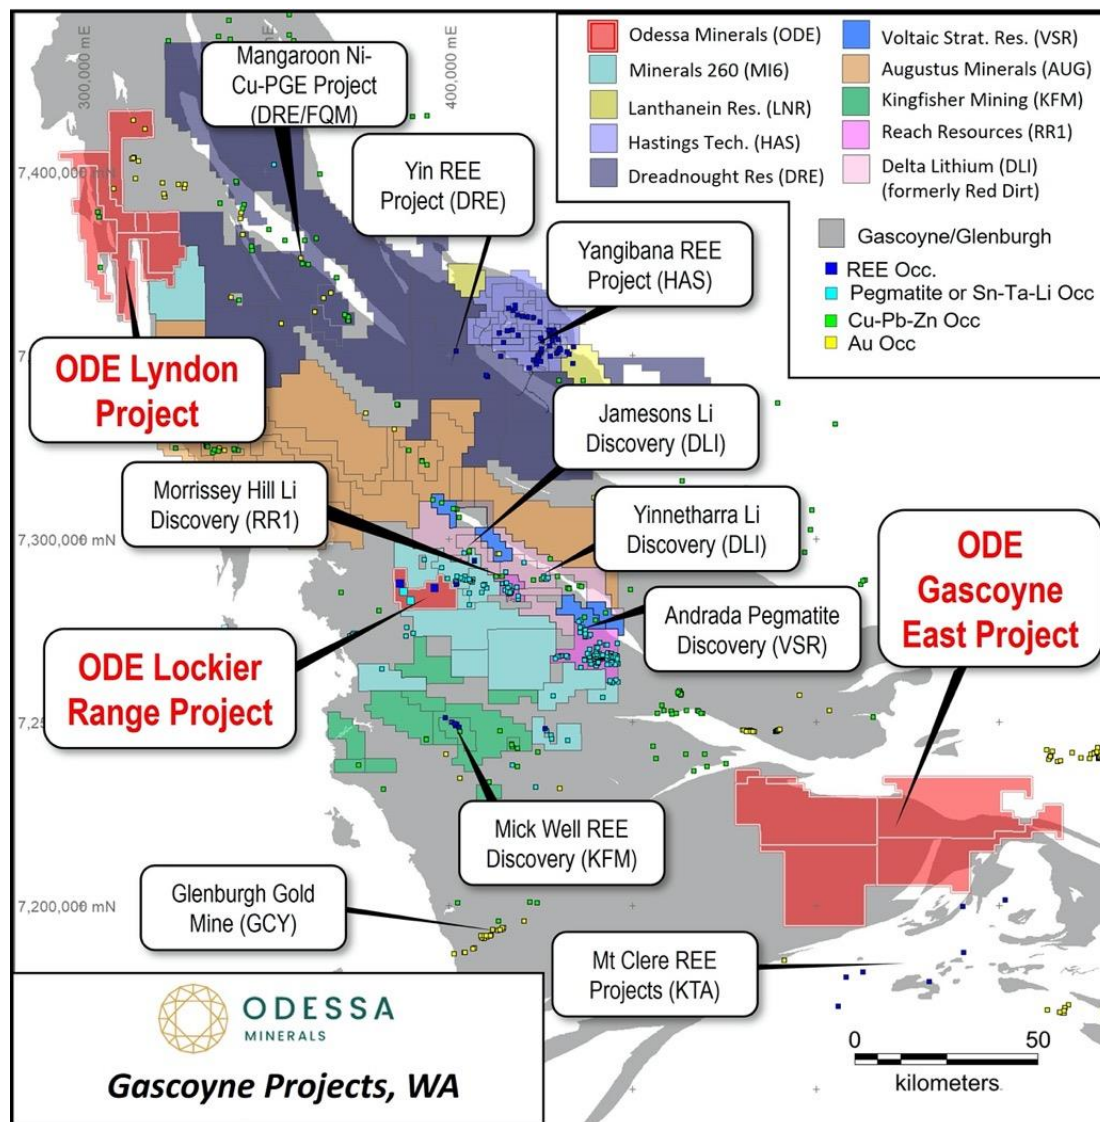 300,000 mE
400,000 mE
7,400,000 mN
7,300,000 mN
7,200,000 mN
Mangaroon Ni-
Cu-PGE Project
(DRE/FQM)
Yin REE
Project (DRE)
Yangibana REE
Project (HAS)
ODE Lyndon
Project
Jamesons Li
Discovery (DLI)
Morrissey Hill Li
Discovery (RR1)
Yinnetharra Li
Discovery (DLI)
ODE
Gascoyne
East Project
Andrada Pegmatite
Discovery (VSR)
ODE Lockier
Range Project
Mick Well REE
Discovery (KFM)
Glenburgh Gold
Mine (GCY)
Mt Clere REE
Projects (KTA)
Odessa Minerals (ODE)
Minerals 260 (MI6)
Lanthanein Res. (LNR)
Hastings Tech. (HAS)
Dreadnought Res (DRE)
Voltaic Strat. Res. (VSR)
Augustus Minerals (AUG)
Kingfisher Mining (KFM)
Reach Resources (RR1)
Delta Lithium (DLI)
(formerly Red Dirt)
Gascoyne/Glenburgh
REE Occ.
Pegmatite or Sn-Ta-Li Occ
Cu-Pb-Zn Occ
Au Occ
ODESSA
MINERALS
Gascoyne Projects, WA
0 50
kilometers